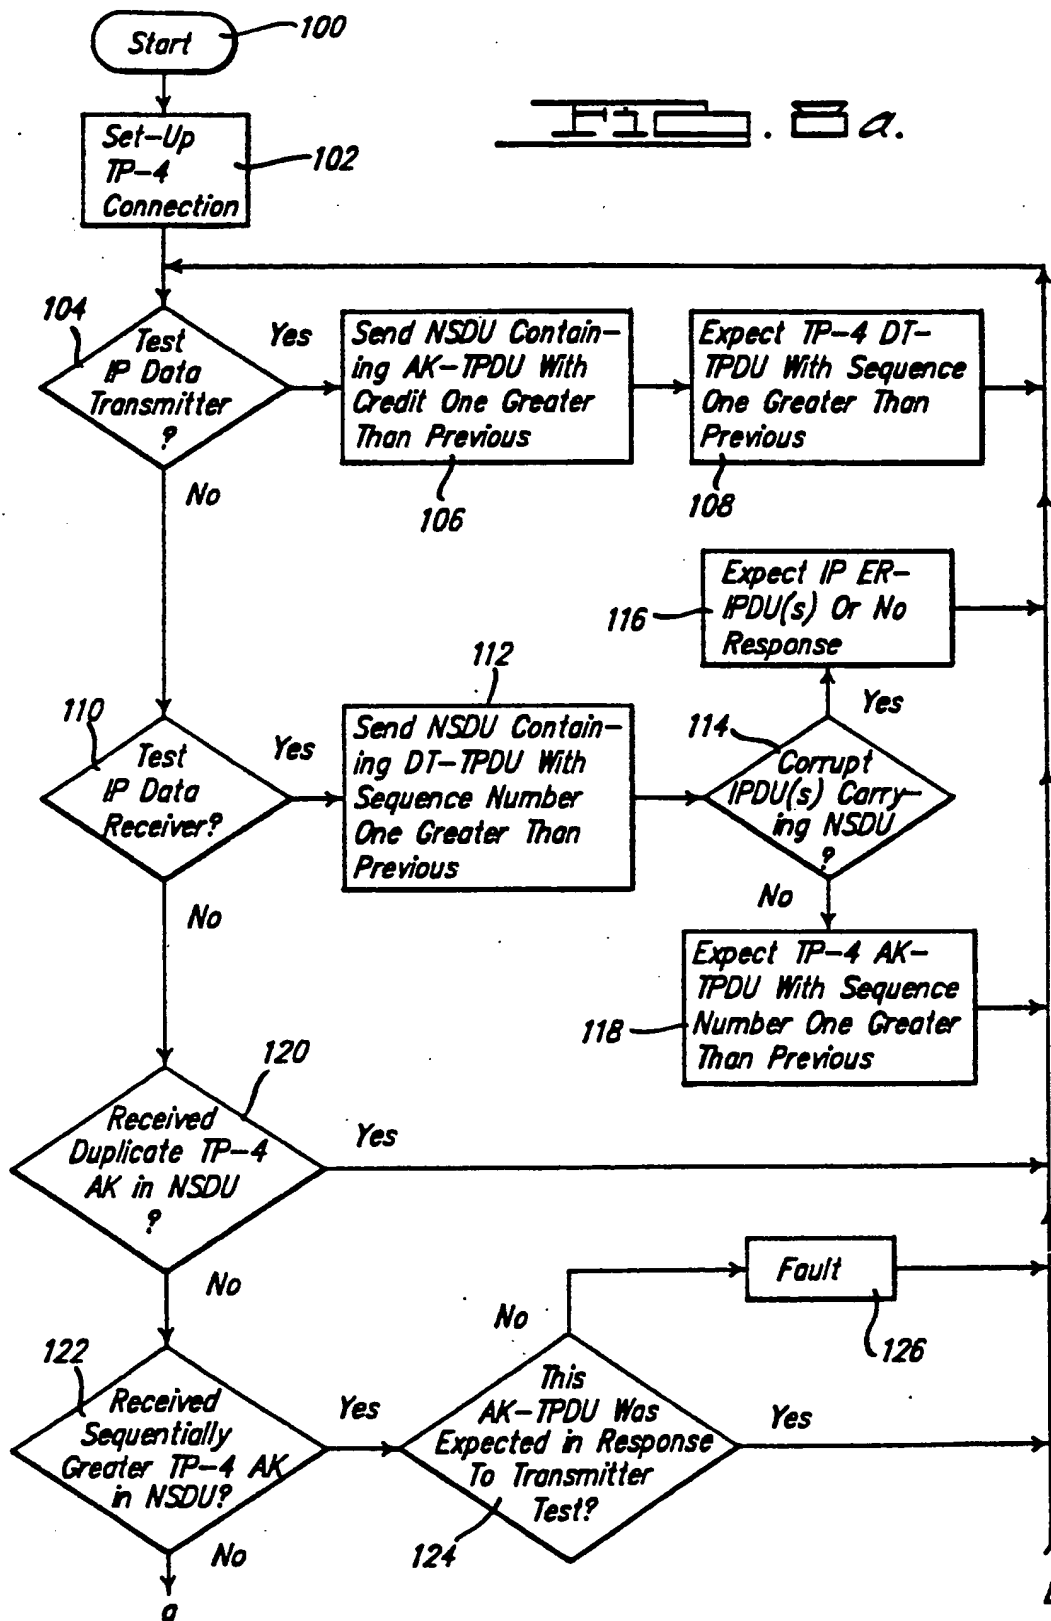 Start
100
Set-Up
TP-4
Connection
102
Fig. 8a.
104
Test
IP Data
Transmitter
?
Yes
No
Send NSDU Contain-
ing AK-TPDU With
Credit One Greater
Than Previous
106
Expect TP-4 DT-
TPDU With Sequence
One Greater Than
Previous
108
Expect IP ER-
IPDU(s) Or No
Response
116
110
Test
IP Data
Receiver?
Yes
No
112
Send NSDU Contain-
ing DT-TPDU With
Sequence Number
One Greater Than
Previous
114
Yes
Corrupt
IPDU(s) Carry-
ing NSDU
?
No
Expect TP-4 AK-
TPDU With Sequence
Number One Greater
Than Previous
118
120
Received
Duplicate TP-4
AK in NSDU
?
Yes
No
Fault
126
122
Received
Sequentially
Greater TP-4 AK
in NSDU?
Yes
No
No
This
AK-TPDU Was
Expected in Response
To Transmitter
Test?
Yes
124
a